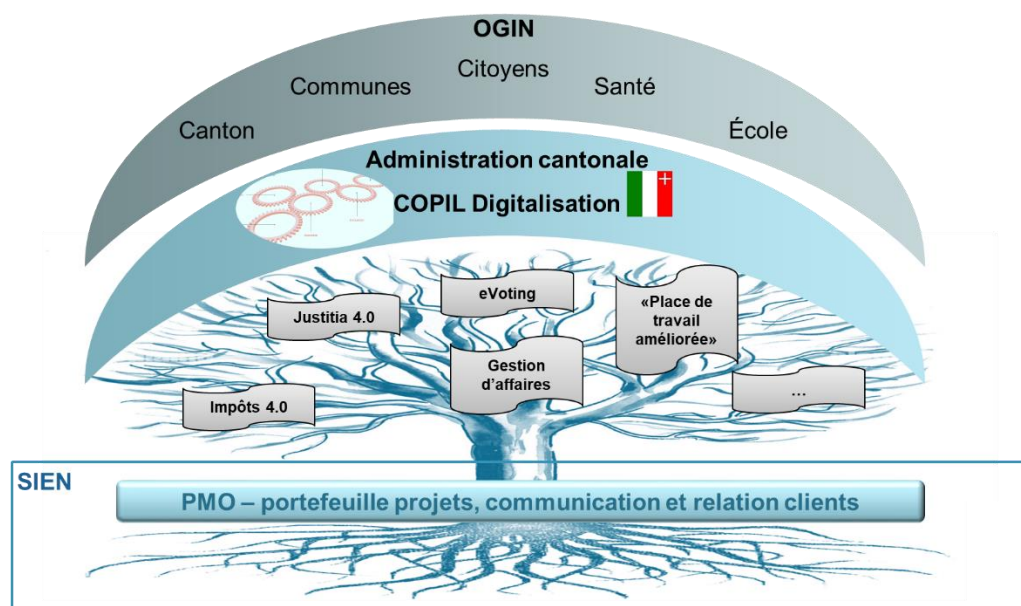 OGIN
Citoyens
Communes
Santé
Canton
École
Administration cantonale
COPIL Digitalisation
eVoting
Justitia 4.0
«Place de
travail
améliorée»
Gestion
d'affaires
Impôts 4.0
...
SIEN
PMO – portefeuille projets, communication et relation clients